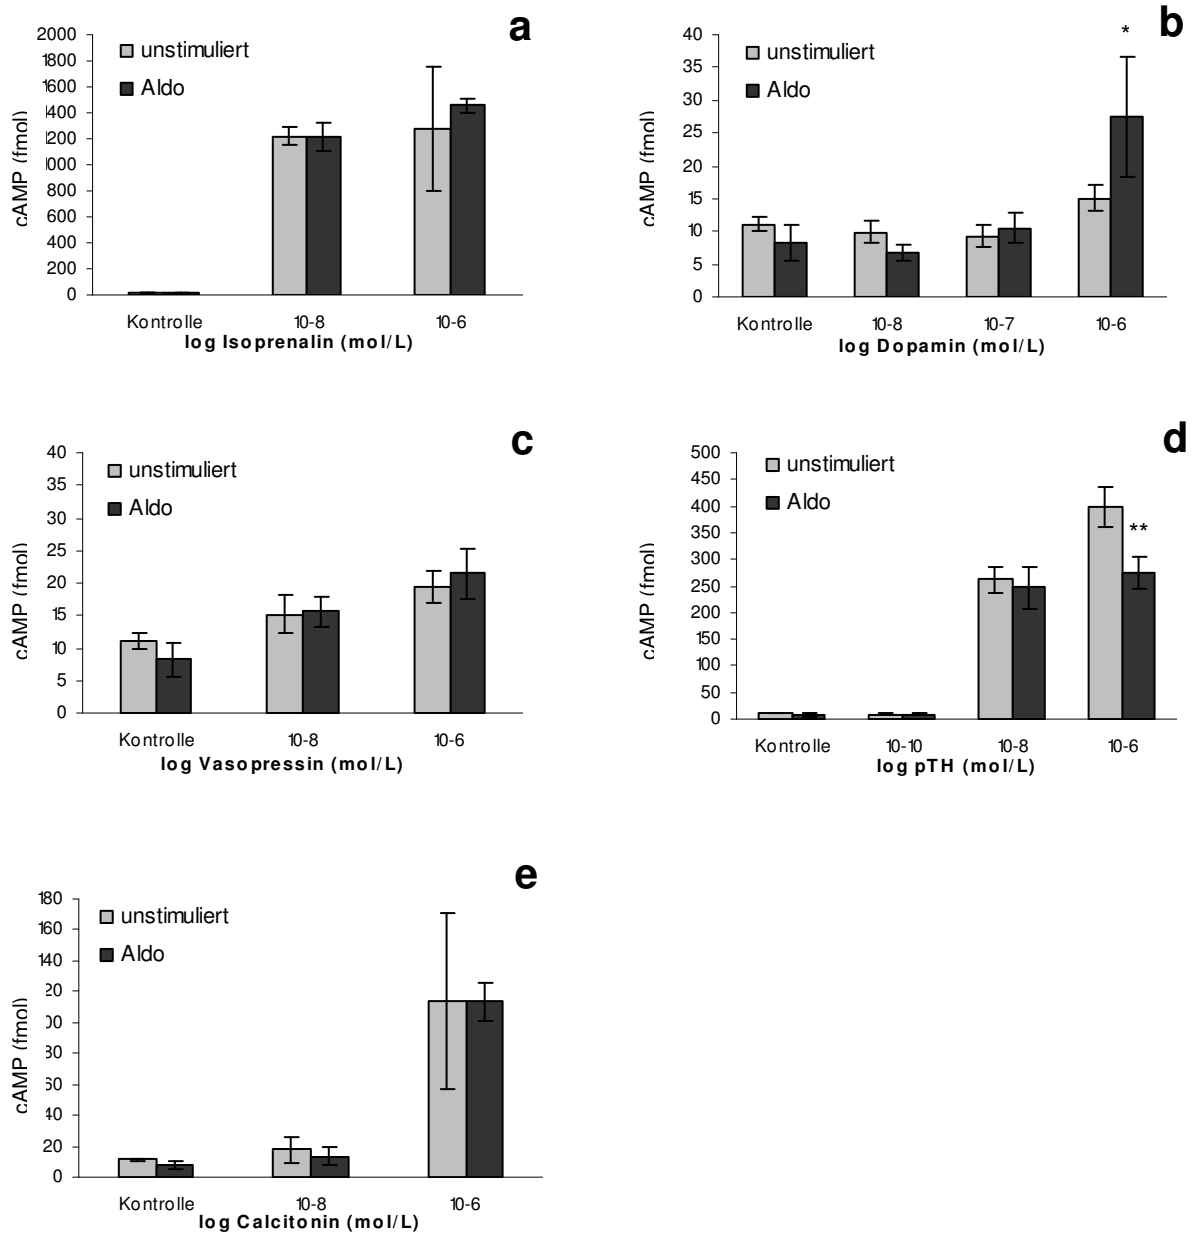 a
2000
1800
1600
1400
1200
1000
800
600
400
200
0
cAMP (fmol)
unstimuliert
Aldo
Kontrolle 10-8 10-6
log Isoprenalin (mol/L)
b
*
40
35
30
25
20
15
10
5
0
cAMP (fmol)
unstimuliert
Aldo
Kontrolle 10-8 10-7 10-6
log Dopamin (mol/L)
c
40
35
30
25
20
15
10
5
0
cAMP (fmol)
unstimuliert
Aldo
Kontrolle 10-8 10-6
log Vasopressin (mol/L)
d
**
500
450
400
350
300
250
200
150
100
50
0
cAMP (fmol)
unstimuliert
Aldo
Kontrolle 10-10 10-8 10-6
log pTH (mol/L)
e
180
160
140
120
100
80
60
40
20
0
cAMP (fmol)
unstimuliert
Aldo
Kontrolle 10-8 10-6
log Calcitonin (mol/L)